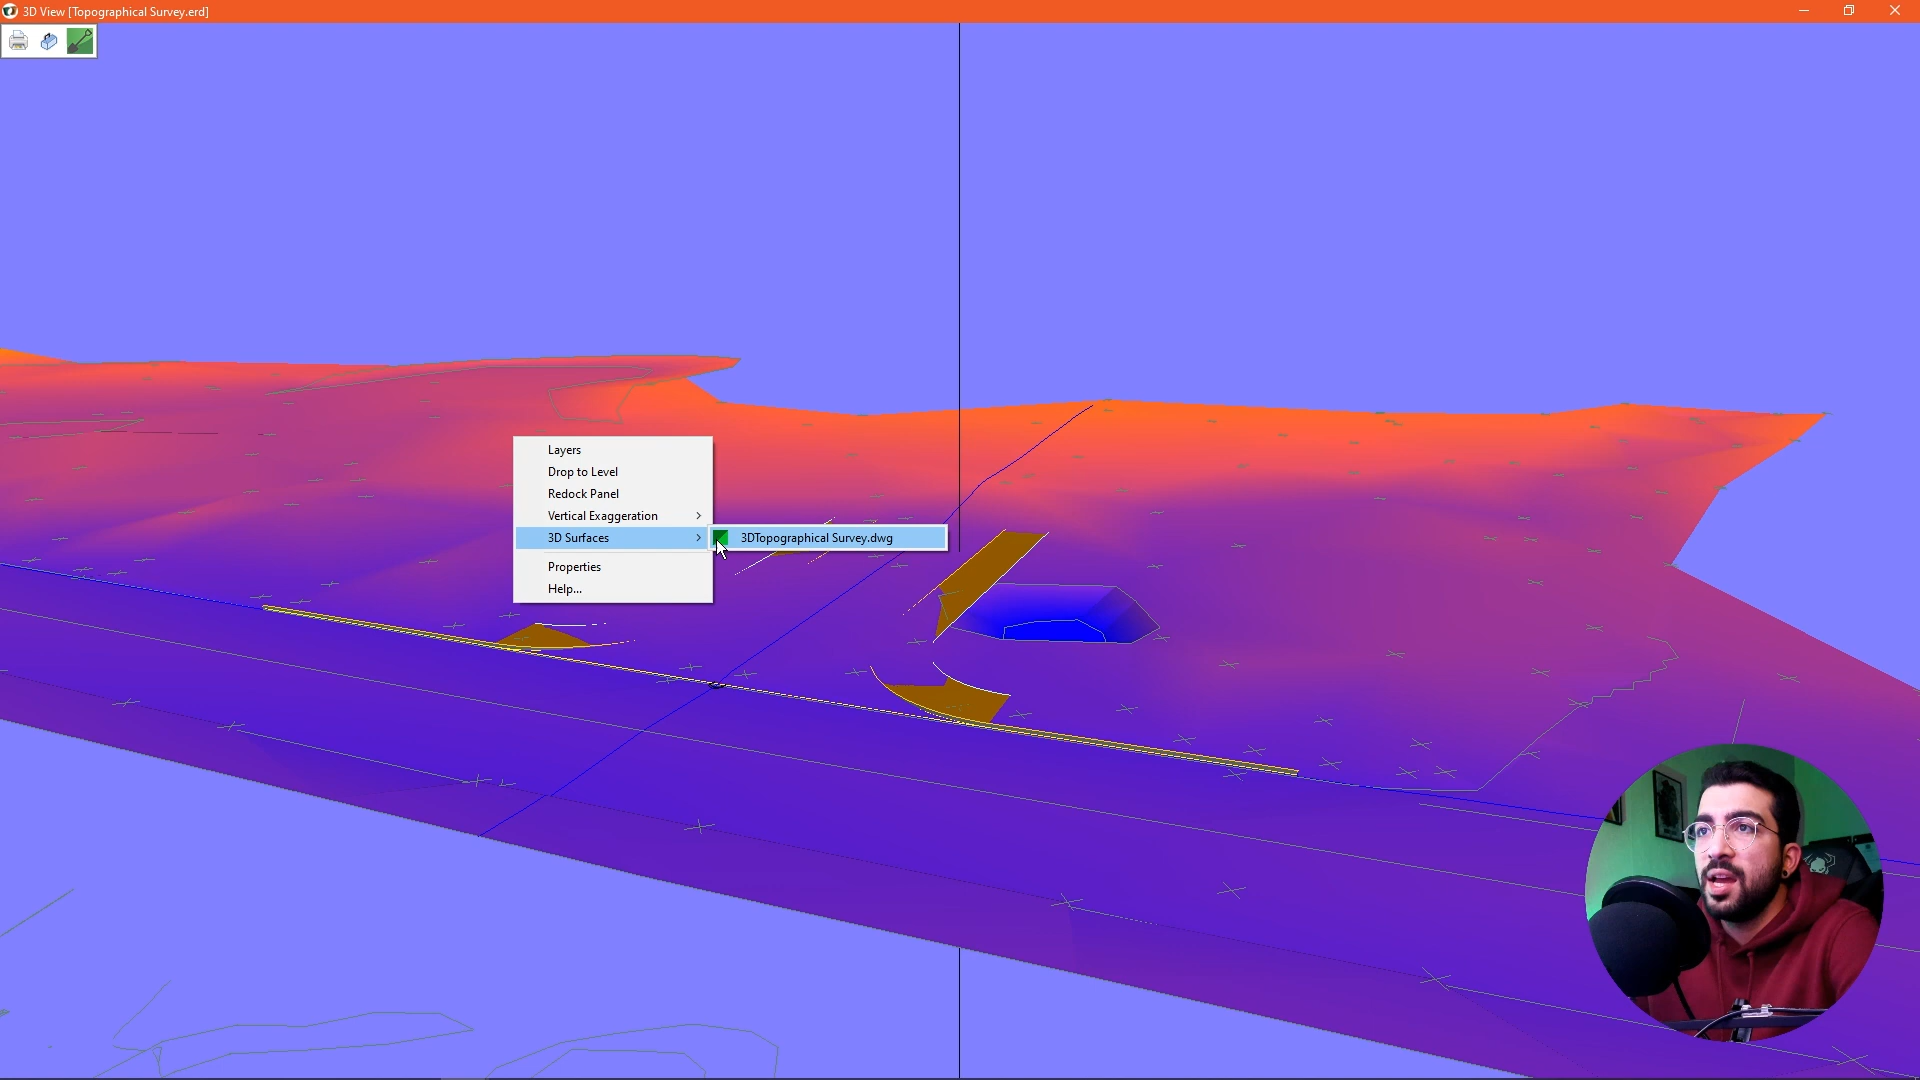 3D View [Topographical Survey.erd]
Layers
Drop to Level
Redock Panel
Vertical Exaggeration
3D Surfaces
3DTopographical Survey.dwg
Properties
Help...